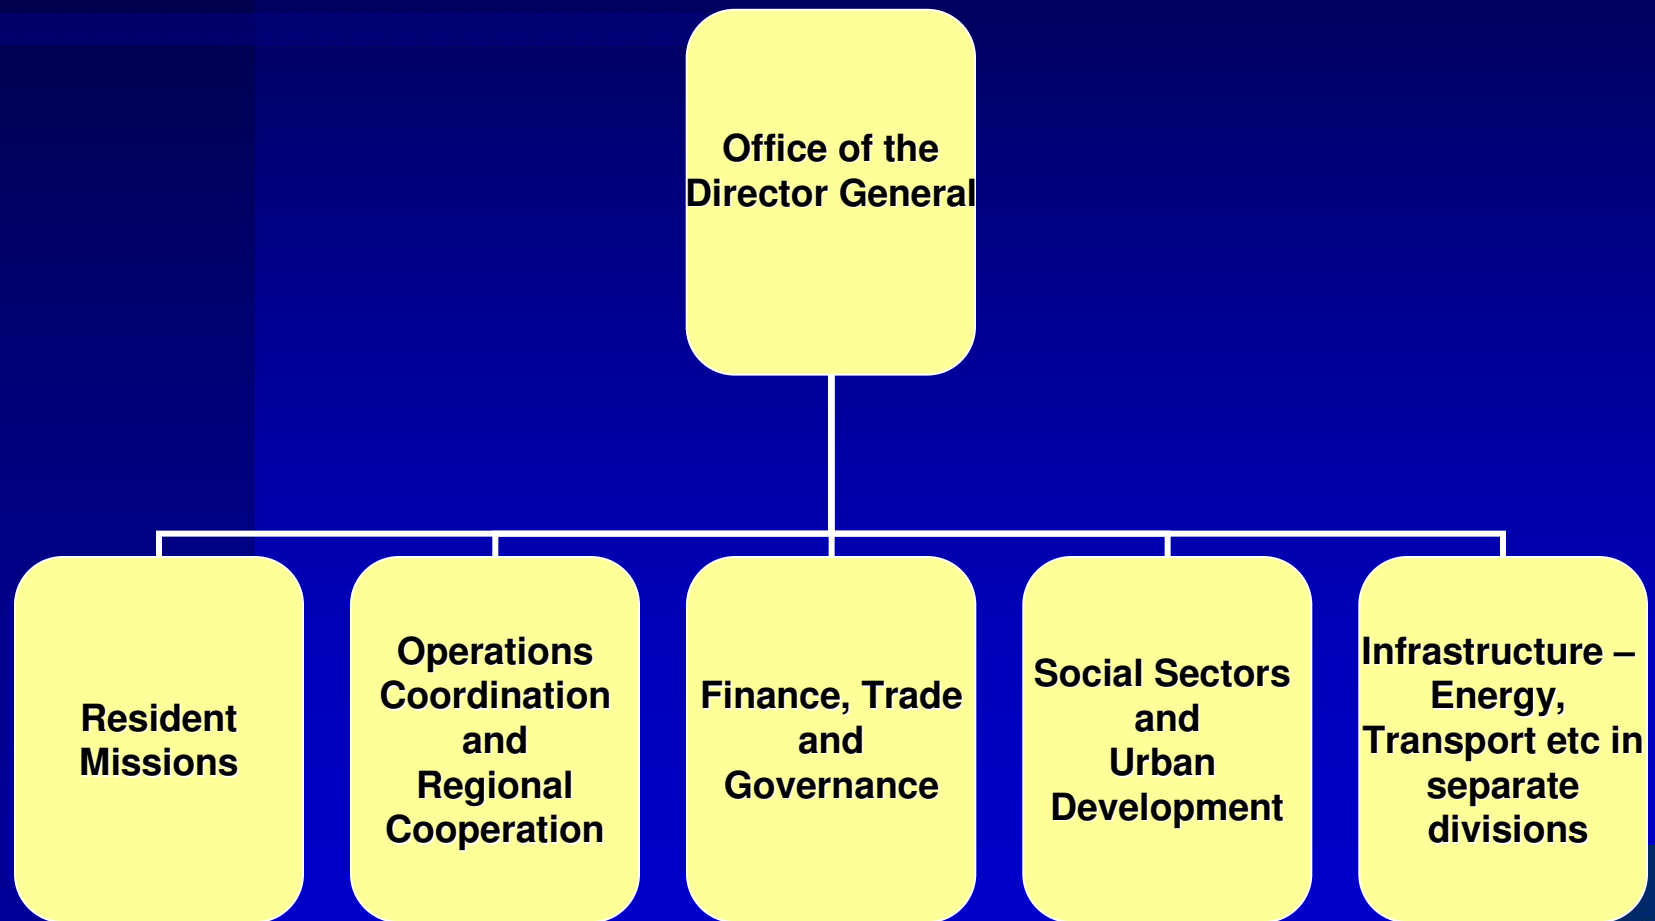 Office of the
Director General
Resident
Missions
Operations
Coordination
and
Regional
Cooperation
Finance, Trade
and
Governance
Social Sectors
and
Urban
Development
Infrastructure –
Energy,
Transport etc in
separate
divisions